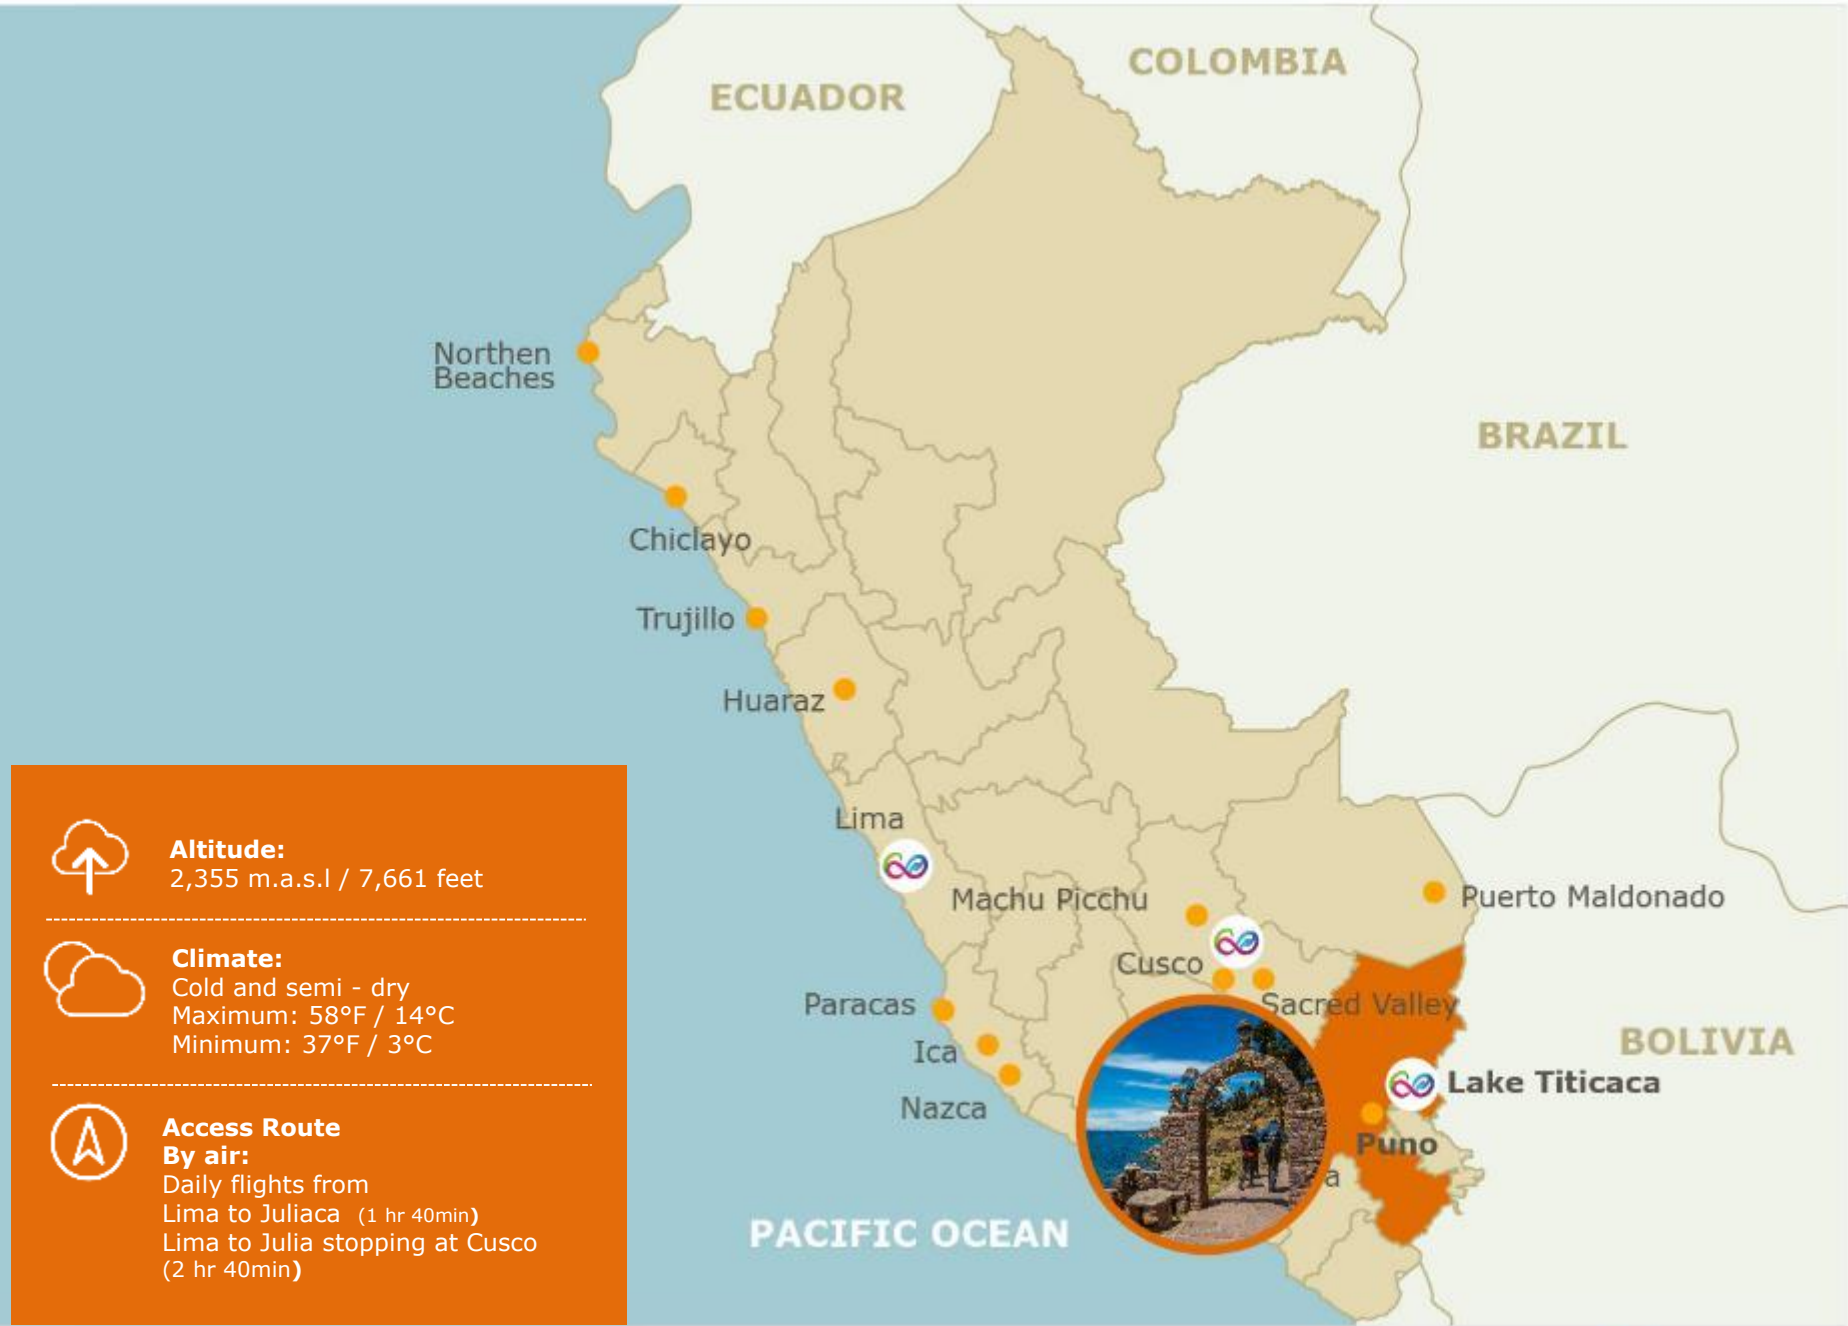 COLOMBIA
ECUADOR
Northen
Beaches
BRAZIL
Chiclayo
Trujillo
Huaraz
Lima
Machu Picchu
Puerto Maldonado
Cusco
Paracas
Sacred Valley
BOLIVIA
Ica
Lake Titicaca
Nazca
Puno
a
PACIFIC OCEAN
Altitude:
2,355 m.a.s.l / 7,661 feet
Climate:
Cold and semi - dry
Maximum: 58°F / 14°C
Minimum: 37°F / 3°C
Access Route
By air:
Daily flights from
Lima to Juliaca (1 hr 40min)
Lima to Julia stopping at Cusco
(2 hr 40min)